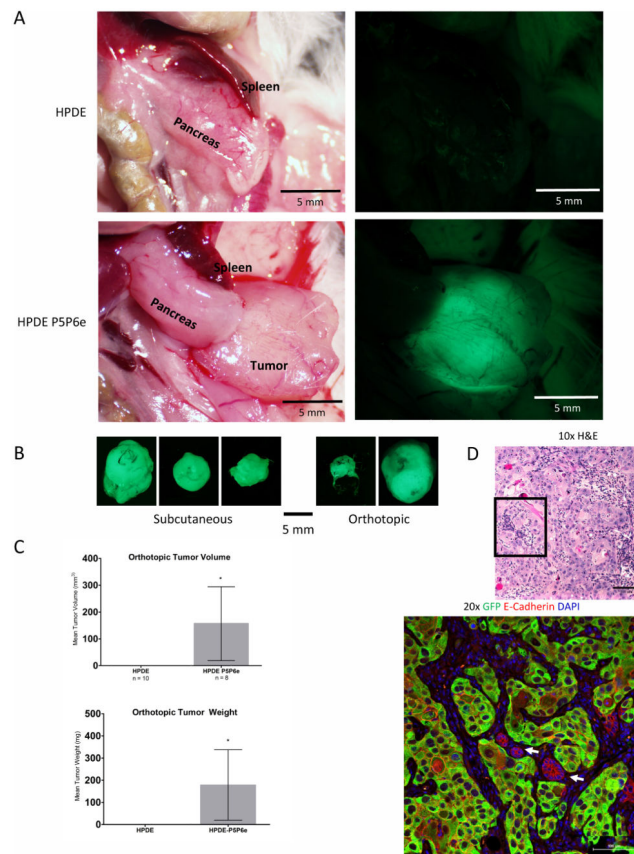 A
HPDE
Spleen
Pancreas
5 mm
5 mm
HPDE P5P6e
Spleen
Pancreas
Tumor
5 mm
5 mm
B
Subcutaneous
5 mm
Orthotopic
D
10x H&E
C
Orthotopic Tumor Volume
Mean Tumor Volume (mm3)
400
300
200
100
0
*
HPDE
n = 10
HPDE P5P6e
n = 8
Orthotopic Tumor Weight
Mean Tumor Weight (mg)
500
400
300
200
100
0
*
HPDE
HPDE-P5P6e
20x GFP E-Cadherin DAPI